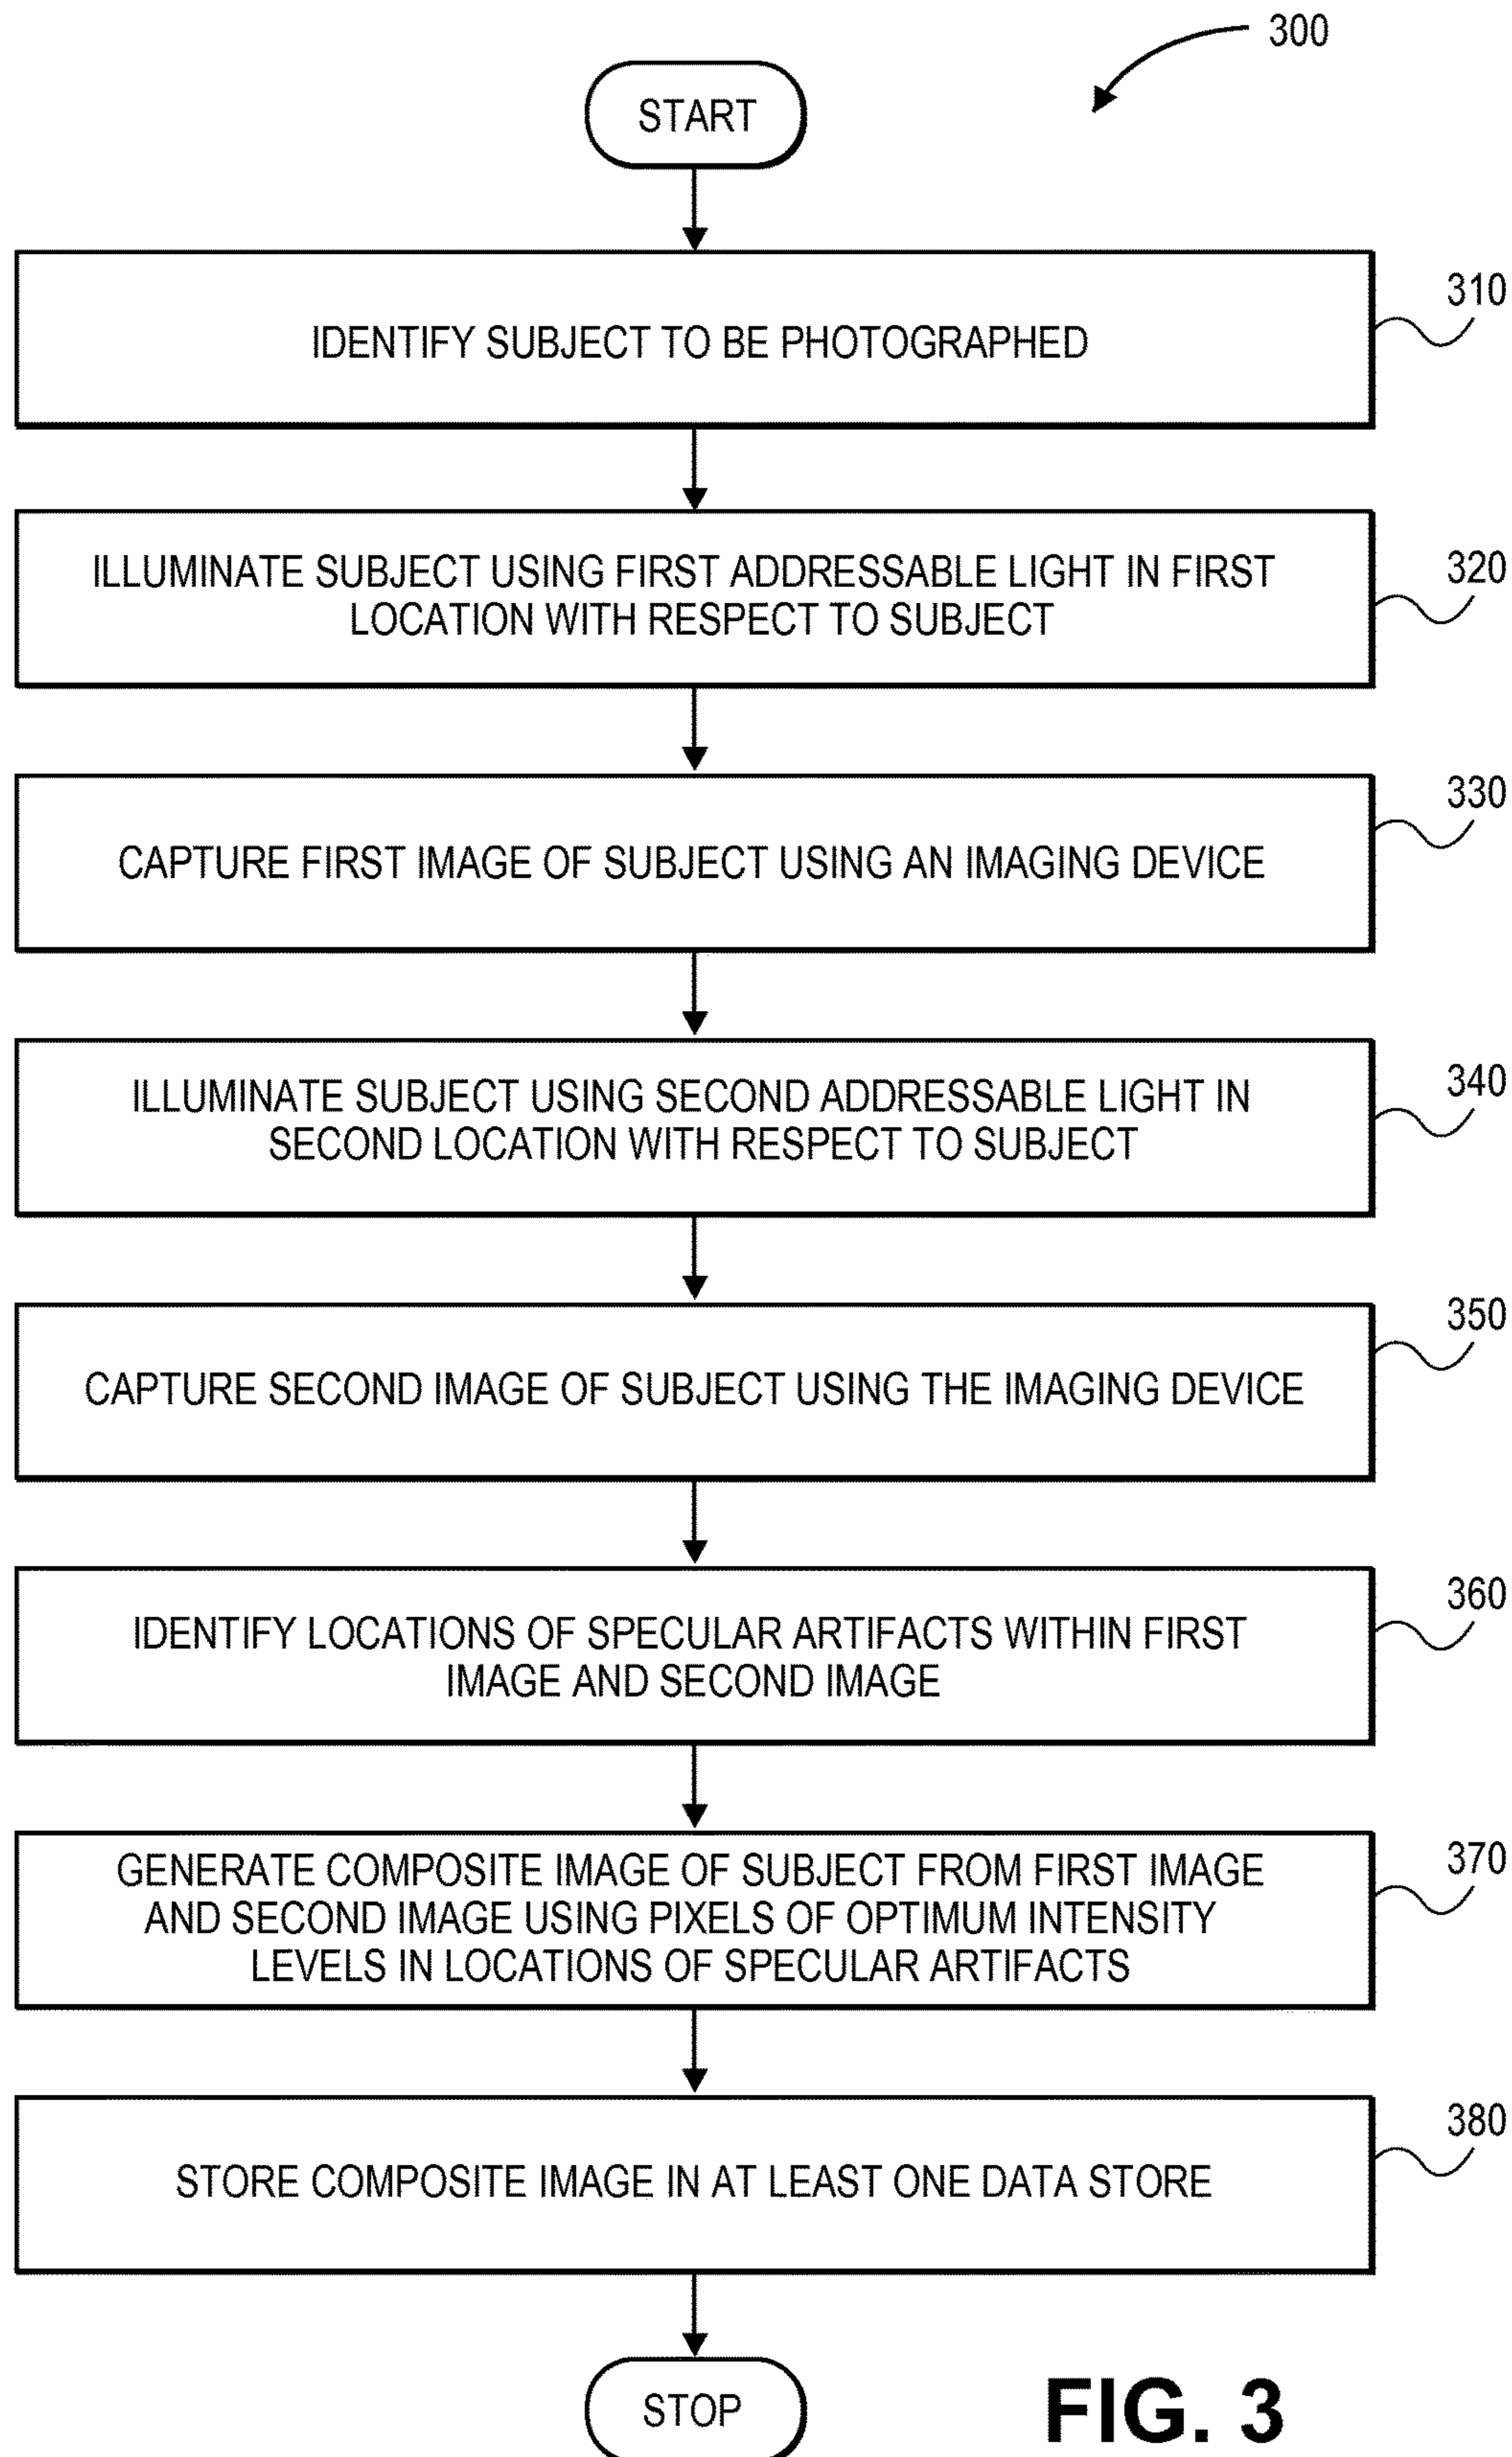 300
START
310
IDENTIFY SUBJECT TO BE PHOTOGRAPHED
320
ILLUMINATE SUBJECT USING FIRST ADDRESSABLE LIGHT IN FIRST
LOCATION WITH RESPECT TO SUBJECT
330
CAPTURE FIRST IMAGE OF SUBJECT USING AN IMAGING DEVICE
340
ILLUMINATE SUBJECT USING SECOND ADDRESSABLE LIGHT IN
SECOND LOCATION WITH RESPECT TO SUBJECT
350
CAPTURE SECOND IMAGE OF SUBJECT USING THE IMAGING DEVICE
360
IDENTIFY LOCATIONS OF SPECULAR ARTIFACTS WITHIN FIRST
IMAGE AND SECOND IMAGE
370
GENERATE COMPOSITE IMAGE OF SUBJECT FROM FIRST IMAGE
AND SECOND IMAGE USING PIXELS OF OPTIMUM INTENSITY
LEVELS IN LOCATIONS OF SPECULAR ARTIFACTS
380
STORE COMPOSITE IMAGE IN AT LEAST ONE DATA STORE
STOP
FIG. 3